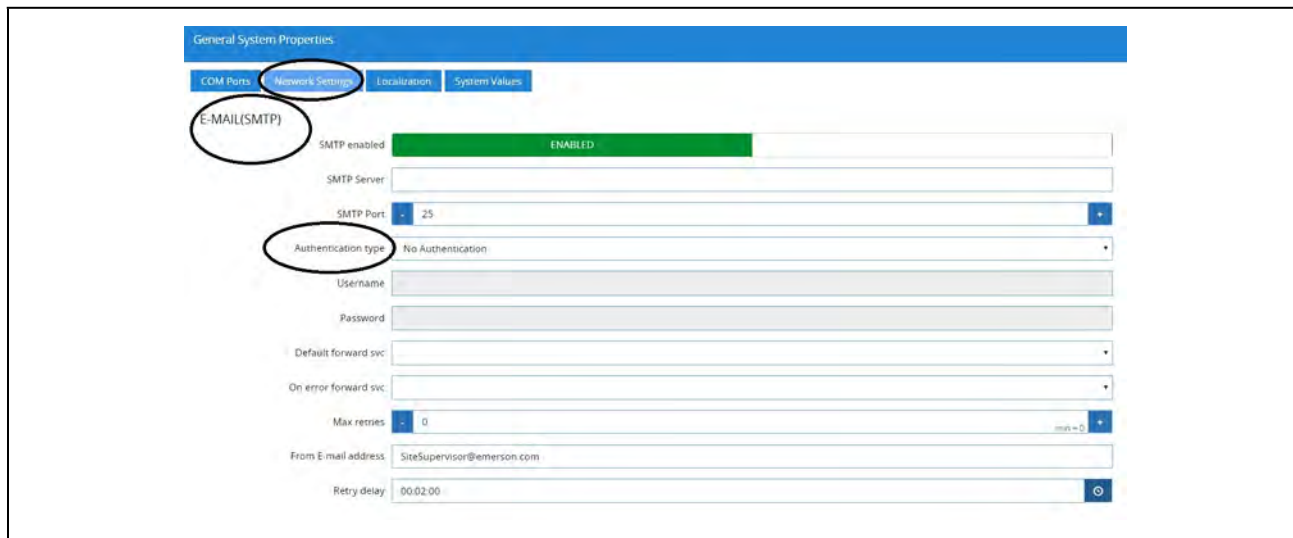 General System Properties
COM Ports Network Settings Localization System Values
E-MAIL(SMTP)
SMTP enabled ENABLED
SMTP Server
SMTP Port - 25 +
Authentication type No Authentication
Username
Password
Default forward svc
On error forward svc
Max retries - 0 min = 0 +
From E-mail address SiteSupervisor@emerson.com
Retry delay 00:02:00